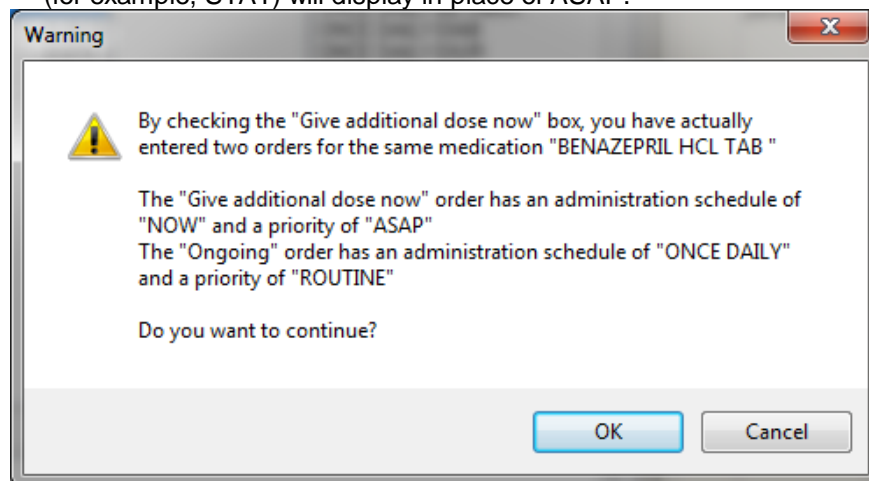 (for example, STAT) will display in place of ASAP.
Warning
By checking the "Give additional dose now" box, you have actually
entered two orders for the same medication "BENAZEPRIL HCL TAB "
The "Give additional dose now" order has an administration schedule of
"NOW" and a priority of "ASAP"
The "Ongoing" order has an administration schedule of "ONCE DAILY"
and a priority of "ROUTINE"
Do you want to continue?
OK
Cancel